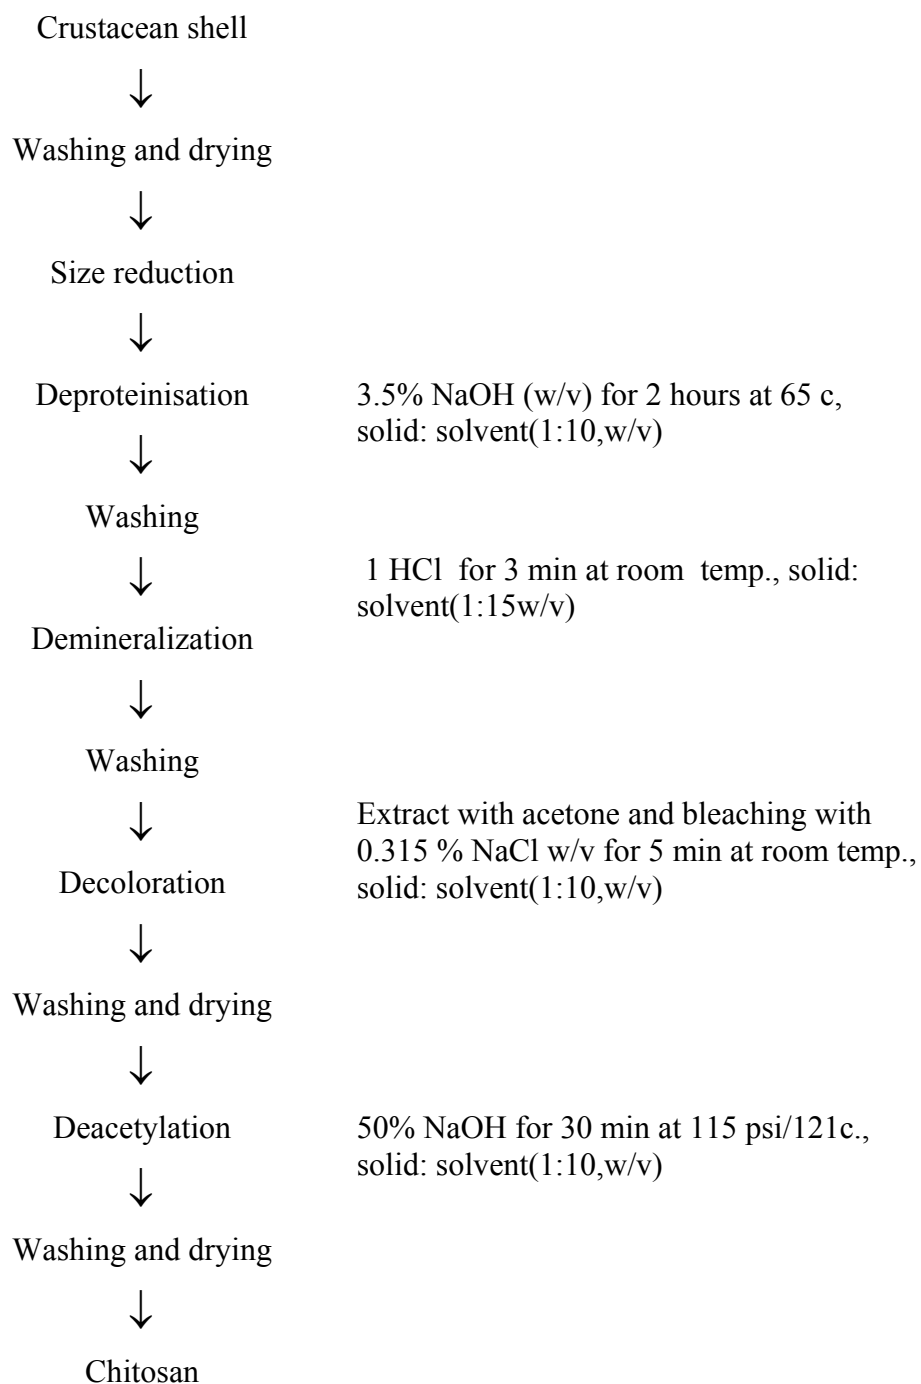 Crustacean shell
↓
Washing and drying
↓
Size reduction
↓
Deproteinisation
3.5% NaOH (w/v) for 2 hours at 65 c,
solid: solvent(1:10,w/v)
↓
Washing
↓
1 HCl for 3 min at room temp., solid:
solvent(1:15w/v)
Demineralization
↓
Washing
↓
Extract with acetone and bleaching with
0.315 % NaCl w/v for 5 min at room temp.,
solid: solvent(1:10,w/v)
Decoloration
↓
Washing and drying
↓
Deacetylation
50% NaOH for 30 min at 115 psi/121c.,
solid: solvent(1:10,w/v)
↓
Washing and drying
↓
Chitosan